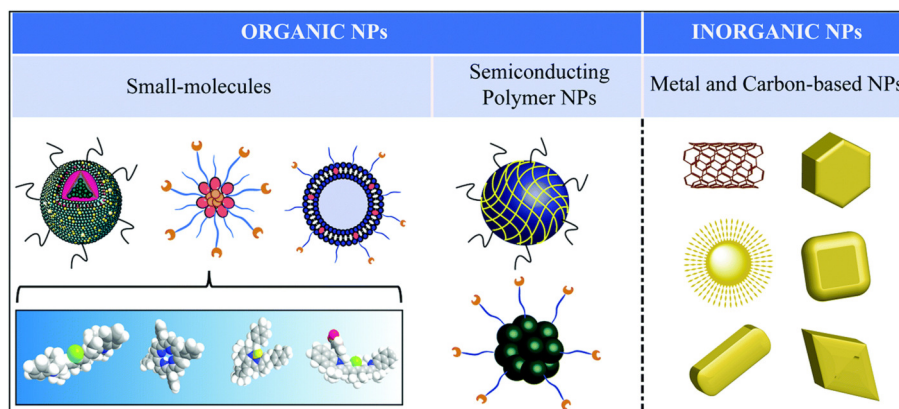 ORGANIC NPs
INORGANIC NPs
Small-molecules
Semiconducting
Polymer NPs
Metal and Carbon-based NPs